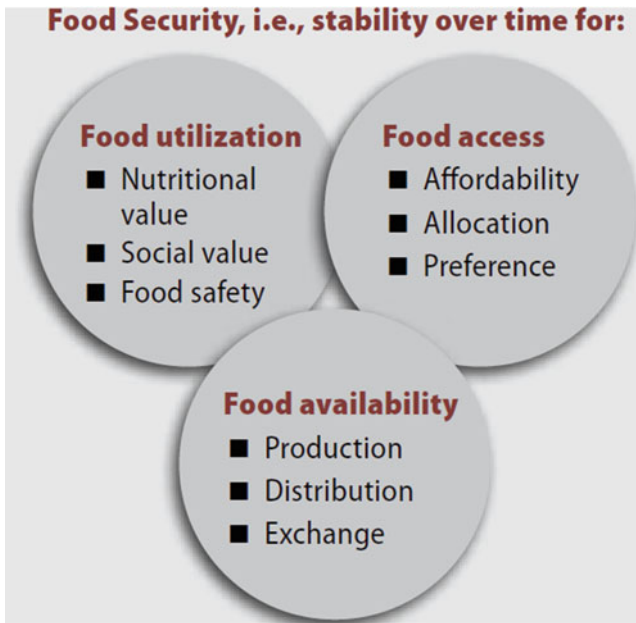 Food Security, i.e., stability over time for:
Food utilization
■ Nutritional
value
■ Social value
■ Food safety
Food access
■ Affordability
■ Allocation
■ Preference
Food availability
■ Production
■ Distribution
■ Exchange